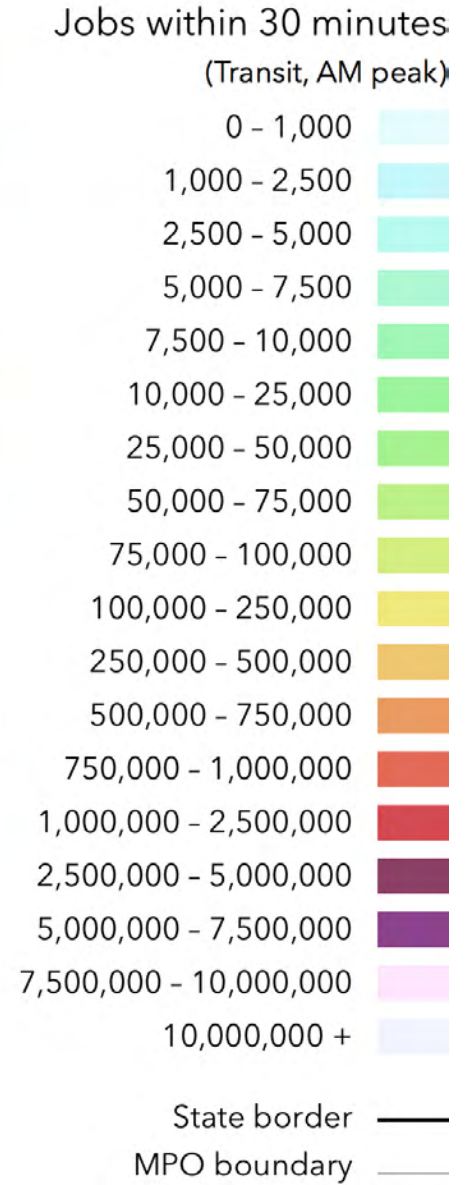 Jobs within 30 minutes
(Transit, AM peak)
0 – 1,000
1,000 – 2,500
2,500 – 5,000
5,000 – 7,500
7,500 – 10,000
10,000 – 25,000
25,000 – 50,000
50,000 – 75,000
75,000 – 100,000
100,000 – 250,000
250,000 – 500,000
500,000 – 750,000
750,000 – 1,000,000
1,000,000 – 2,500,000
2,500,000 – 5,000,000
5,000,000 – 7,500,000
7,500,000 – 10,000,000
10,000,000 +
State border
MPO boundary